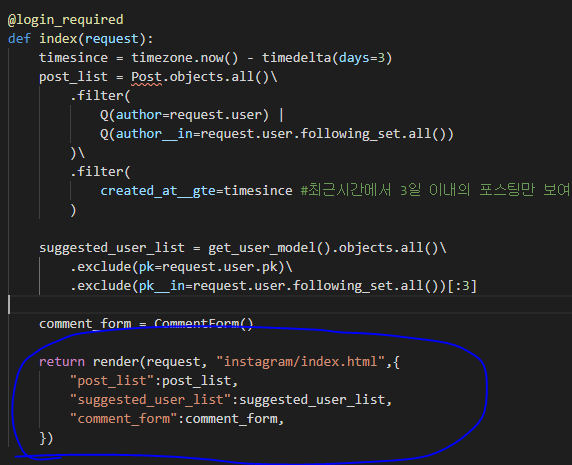 @login_required
def index(request):
    timesince = timezone.now() - timedelta(days=3)
    post_list = Post.objects.all()\
        .filter(
            Q(author=request.user) |
            Q(author__in=request.user.following_set.all())
        )\
        .filter(
            created_at__gte=timesince #최근시간에서 3일 이내의 포스팅만 보여
        )
    suggested_user_list = get_user_model().objects.all()\
        .exclude(pk=request.user.pk)\
        .exclude(pk__in=request.user.following_set.all())[:3]
    comment_form = CommentForm()
    return render(request, "instagram/index.html",{
        "post_list":post_list,
        "suggested_user_list":suggested_user_list,
        "comment_form":comment_form,
    })